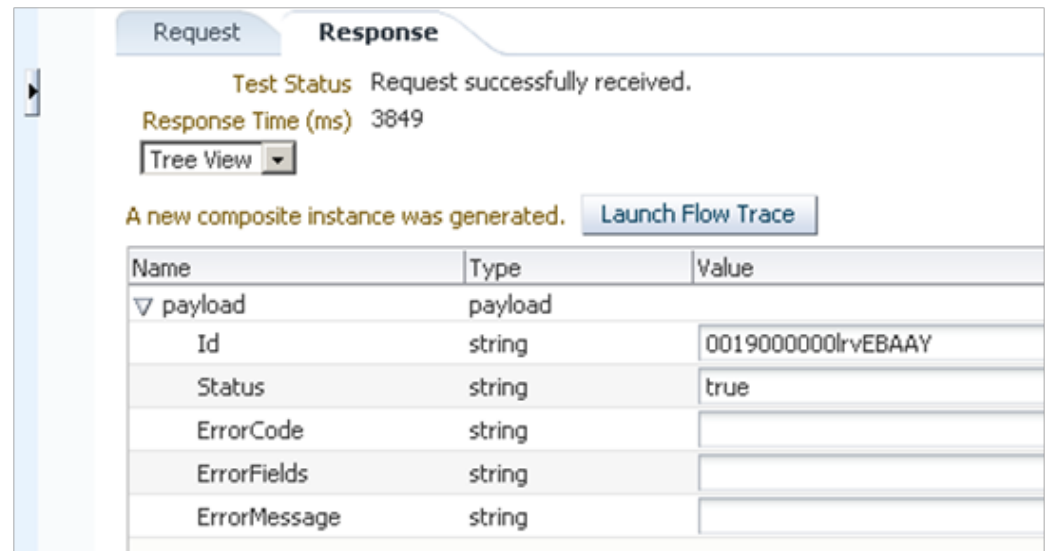 Request Response
Test Status Request successfully received.
Response Time (ms) 3849
Tree View
A new composite instance was generated. Launch Flow Trace
Name Type Value
payload payload
Id string 0019000000lrvEBAAY
Status string true
ErrorCode string
ErrorFields string
ErrorMessage string